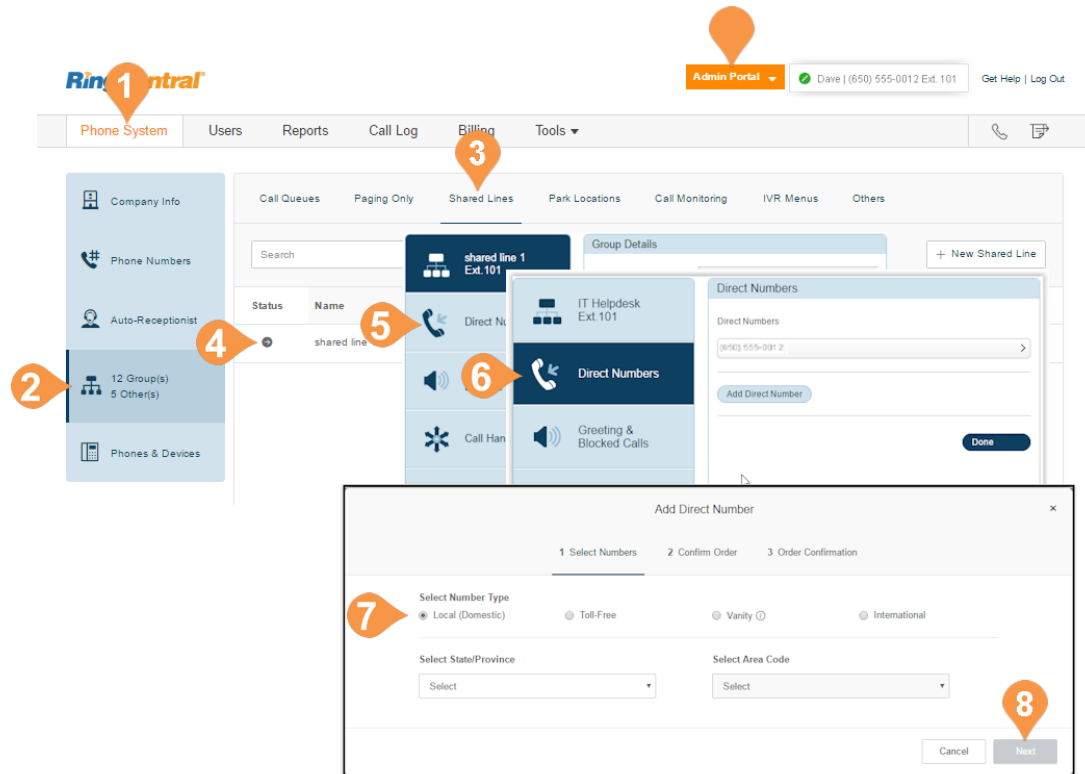 1
RingCentral
Admin Portal
Dave | (650) 555-0012 Ext. 101
Get Help | Log Out
Phone System
Users
Reports
Call Log
Billing
Tools
3
Company Info
Phone Numbers
Auto-Receptionist
2
12 Group(s)
5 Other(s)
Phones & Devices
Call Queues
Paging Only
Shared Lines
Park Locations
Call Monitoring
IVR Menus
Others
Search
+ New Shared Line
Status
Name
4
shared line
shared line 1
Ext.101
5
Direct Nu
Call Han
Group Details
IT Helpdesk
Ext.101
6
Direct Numbers
Greeting &
Blocked Calls
Direct Numbers
Direct Numbers
(650) 555-0012
Add Direct Number
Done
Add Direct Number
×
1 Select Numbers
2 Confirm Order
3 Order Confirmation
Select Number Type
7
Local (Domestic)
Toll-Free
Vanity
International
Select State/Province
Select Area Code
Select
Select
8
Cancel
Next